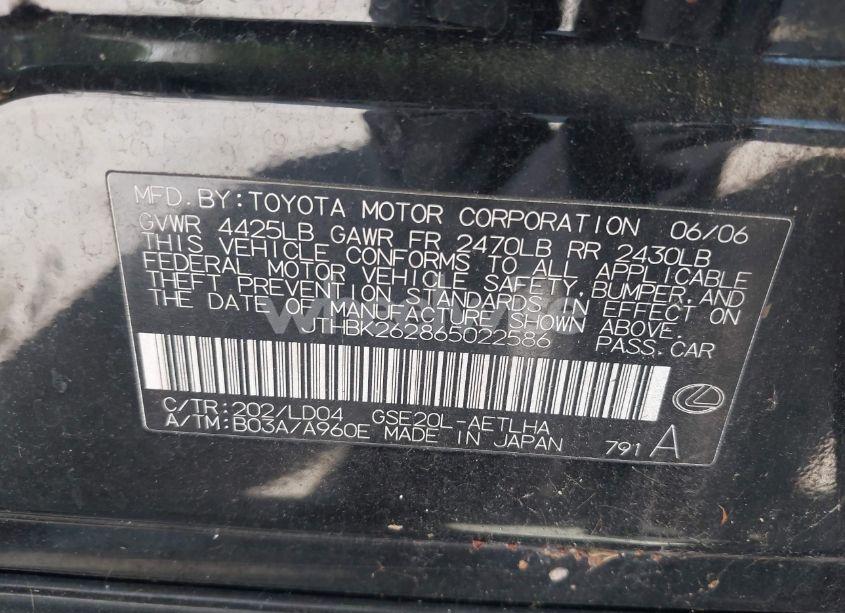 MFD. BY: TOYOTA MOTOR CORPORATION 06/06
GVWR 4425LB GAWR FR 2470LB RR 2430LB
THIS VEHICLE CONFORMS TO ALL APPLICABLE
FEDERAL MOTOR VEHICLE SAFETY, BUMPER, AND
THEFT PREVENTION STANDARDS IN EFFECT ON
THE DATE OF MANUFACTURE SHOWN ABOVE.
JTHBK262865022586 PASS. CAR
C/TR: 202/LD04 GSE20L-AETLHA
A/TM: B03A/A960E MADE IN JAPAN 791 A